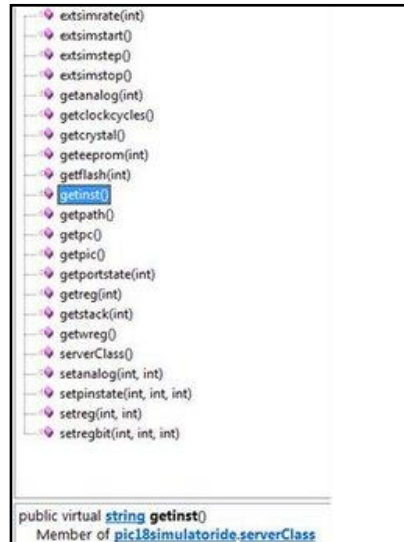 extsimrate(int)
extsimstart()
extsimstep()
extsimstop()
getanalog(int)
getclockcycles()
getcrystal()
geteeprom(int)
getflash(int)
getinst()
getpath()
getpc()
getpic()
getportstate(int)
getreg(int)
getstack(int)
getwreg()
serverClass()
setanalog(int, int)
setpinstate(int, int, int)
setreg(int, int)
setregbit(int, int, int)
public virtual string getinst()
Member of pic18simulatoride.serverClass